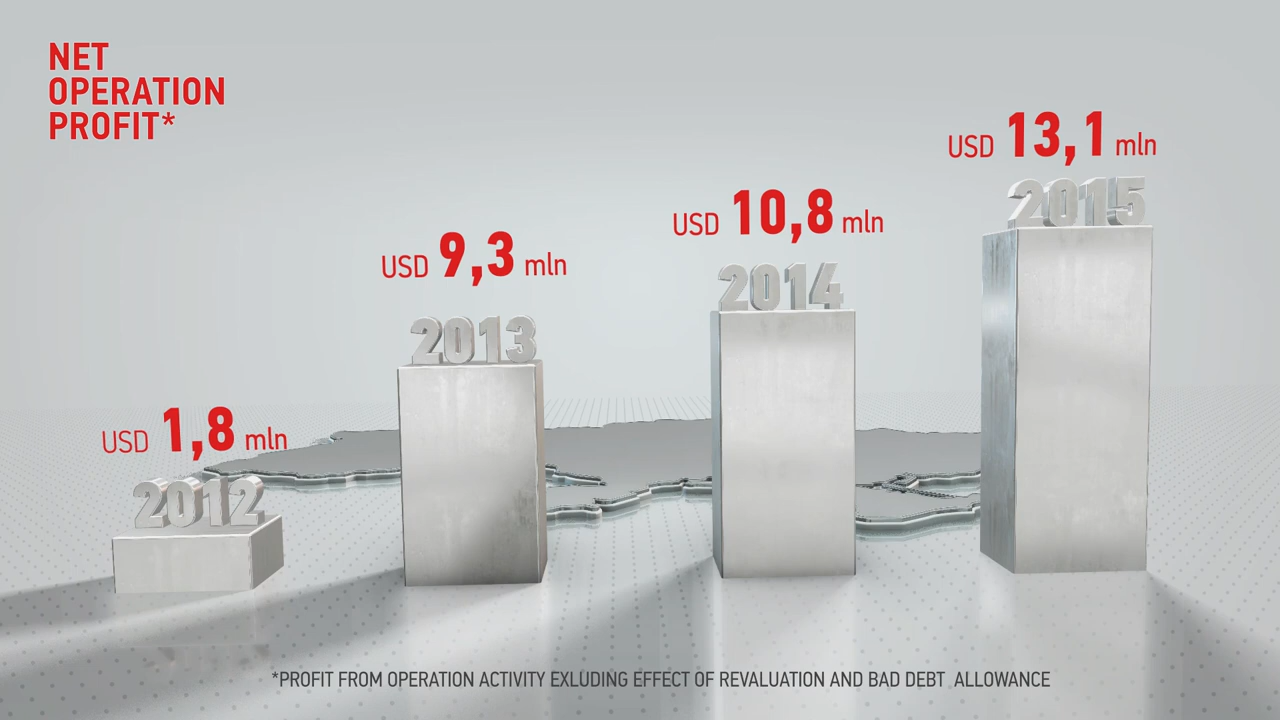 NET
OPERATION
PROFIT*
USD 13,1 mln
2015
USD 10,8 mln
2014
USD 9,3 mln
2013
USD 1,8 mln
2012
*PROFIT FROM OPERATION ACTIVITY EXLUDING EFFECT OF REVALUATION AND BAD DEBT ALLOWANCE